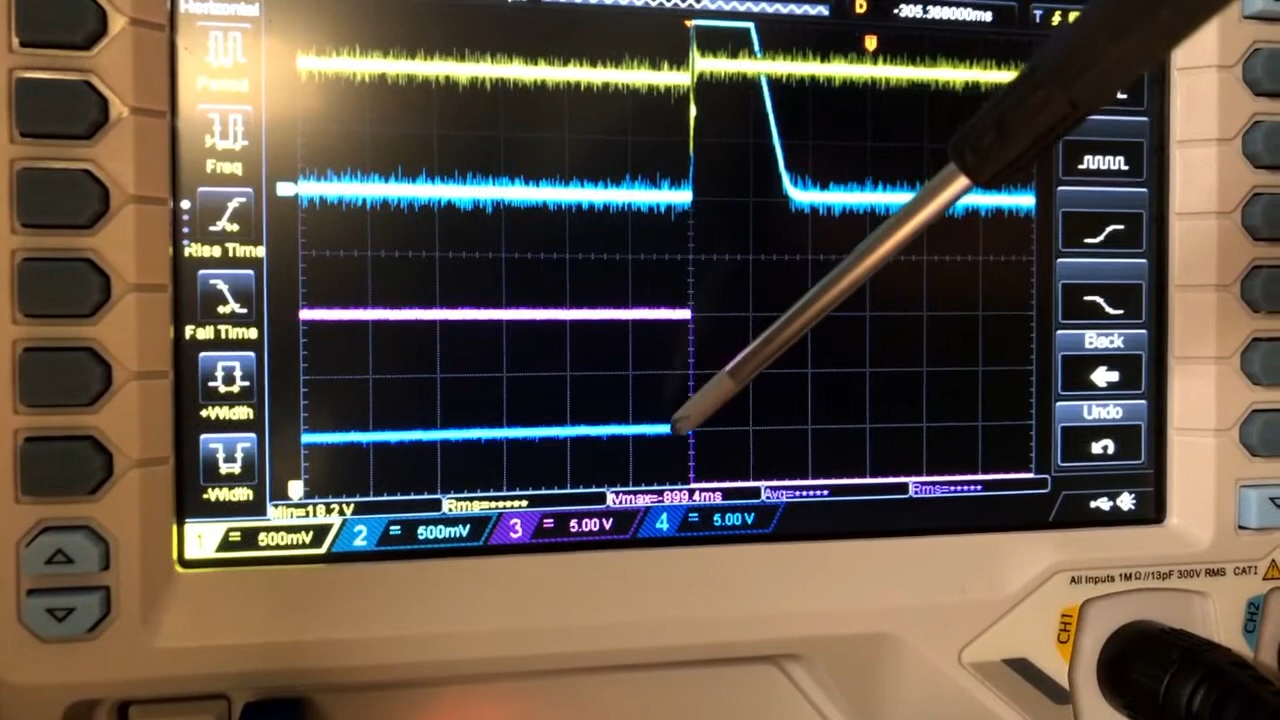 Horizontal
D -305.366000ms T
Period
Freq
Rise Time
Fall Time
+Width
-Width
Back
Undo
Min=18.2 V Rms=***** Vmax=-899.4ms Avg=***** Rms=*****
1 = 500mV 2 = 500mV 3 = 5.00 V 4 = 5.00 V
All Inputs 1MΩ//13pF 300V RMS CAT I
CH1
CH2